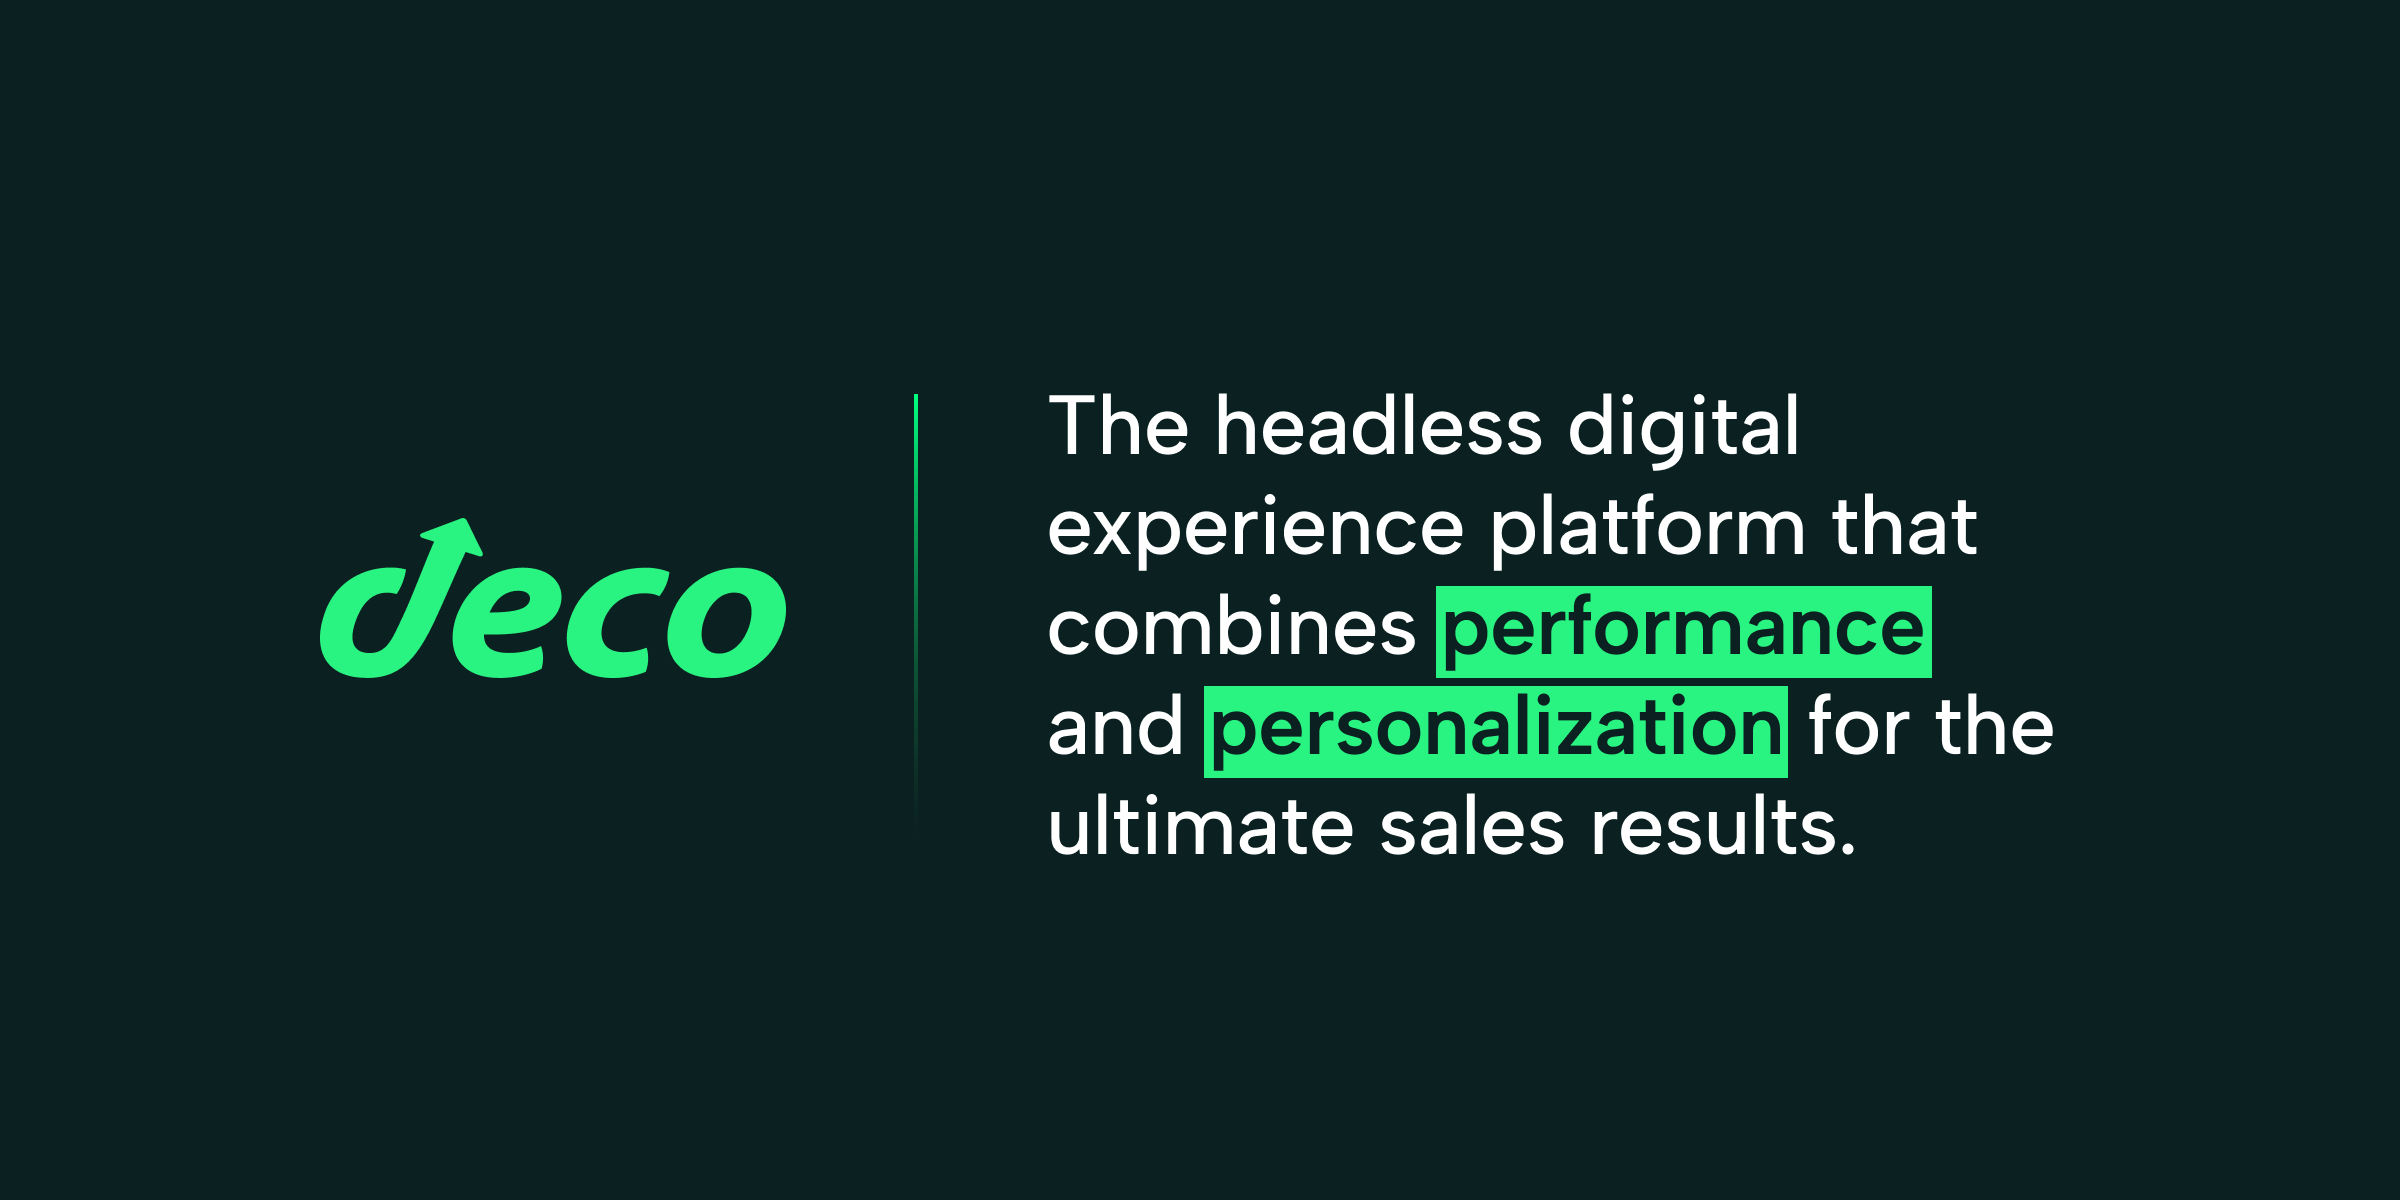 deco
The headless digital
experience platform that
combines performance
and personalization for the
ultimate sales results.